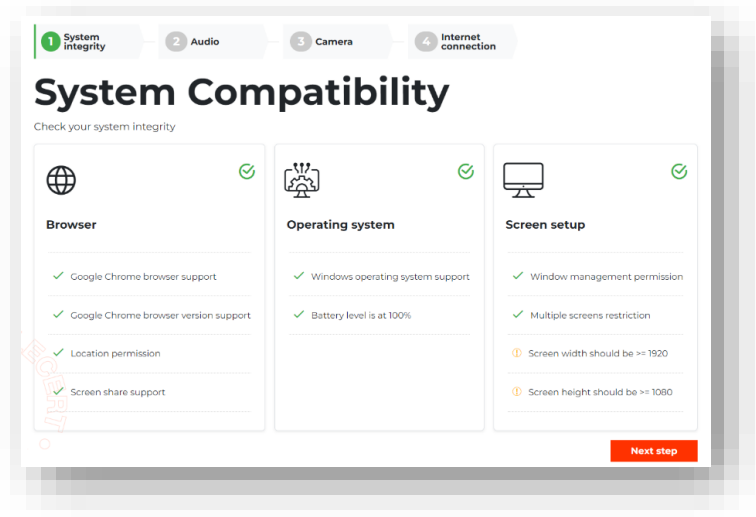 1 System
integrity
2 Audio
3 Camera
4 Internet
connection
System Compatibility
Check your system integrity
Browser
Google Chrome browser support
Google Chrome browser version support
Location permission
Screen share support
Operating system
Windows operating system support
Battery level is at 100%
Screen setup
Window management permission
Multiple screens restriction
Screen width should be >= 1920
Screen height should be >= 1080
ECERT
Next step